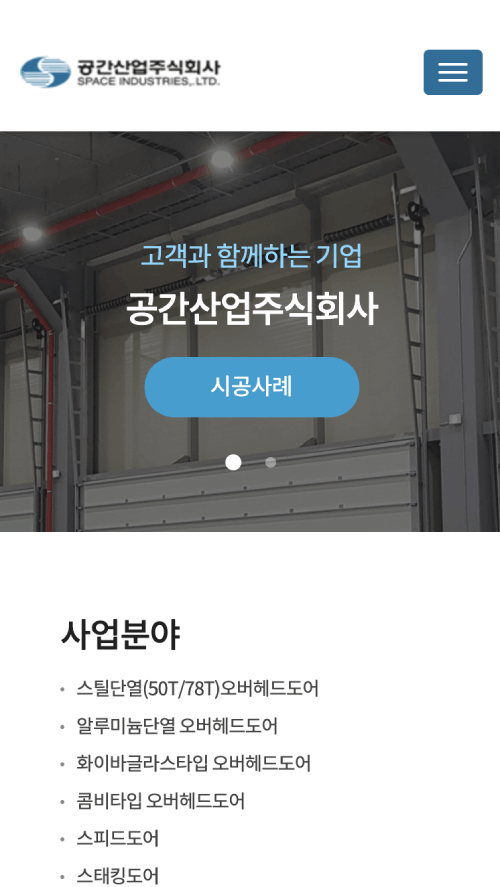 공간산업주식회사
SPACE INDUSTRIES,.LTD.
고객과 함께하는 기업
공간산업주식회사
시공사례
사업분야
• 스틸단열(50T/78T)오버헤드도어
• 알루미늄단열 오버헤드도어
• 화이바글라스타입 오버헤드도어
• 콤비타입 오버헤드도어
• 스피드도어
• 스태킹도어